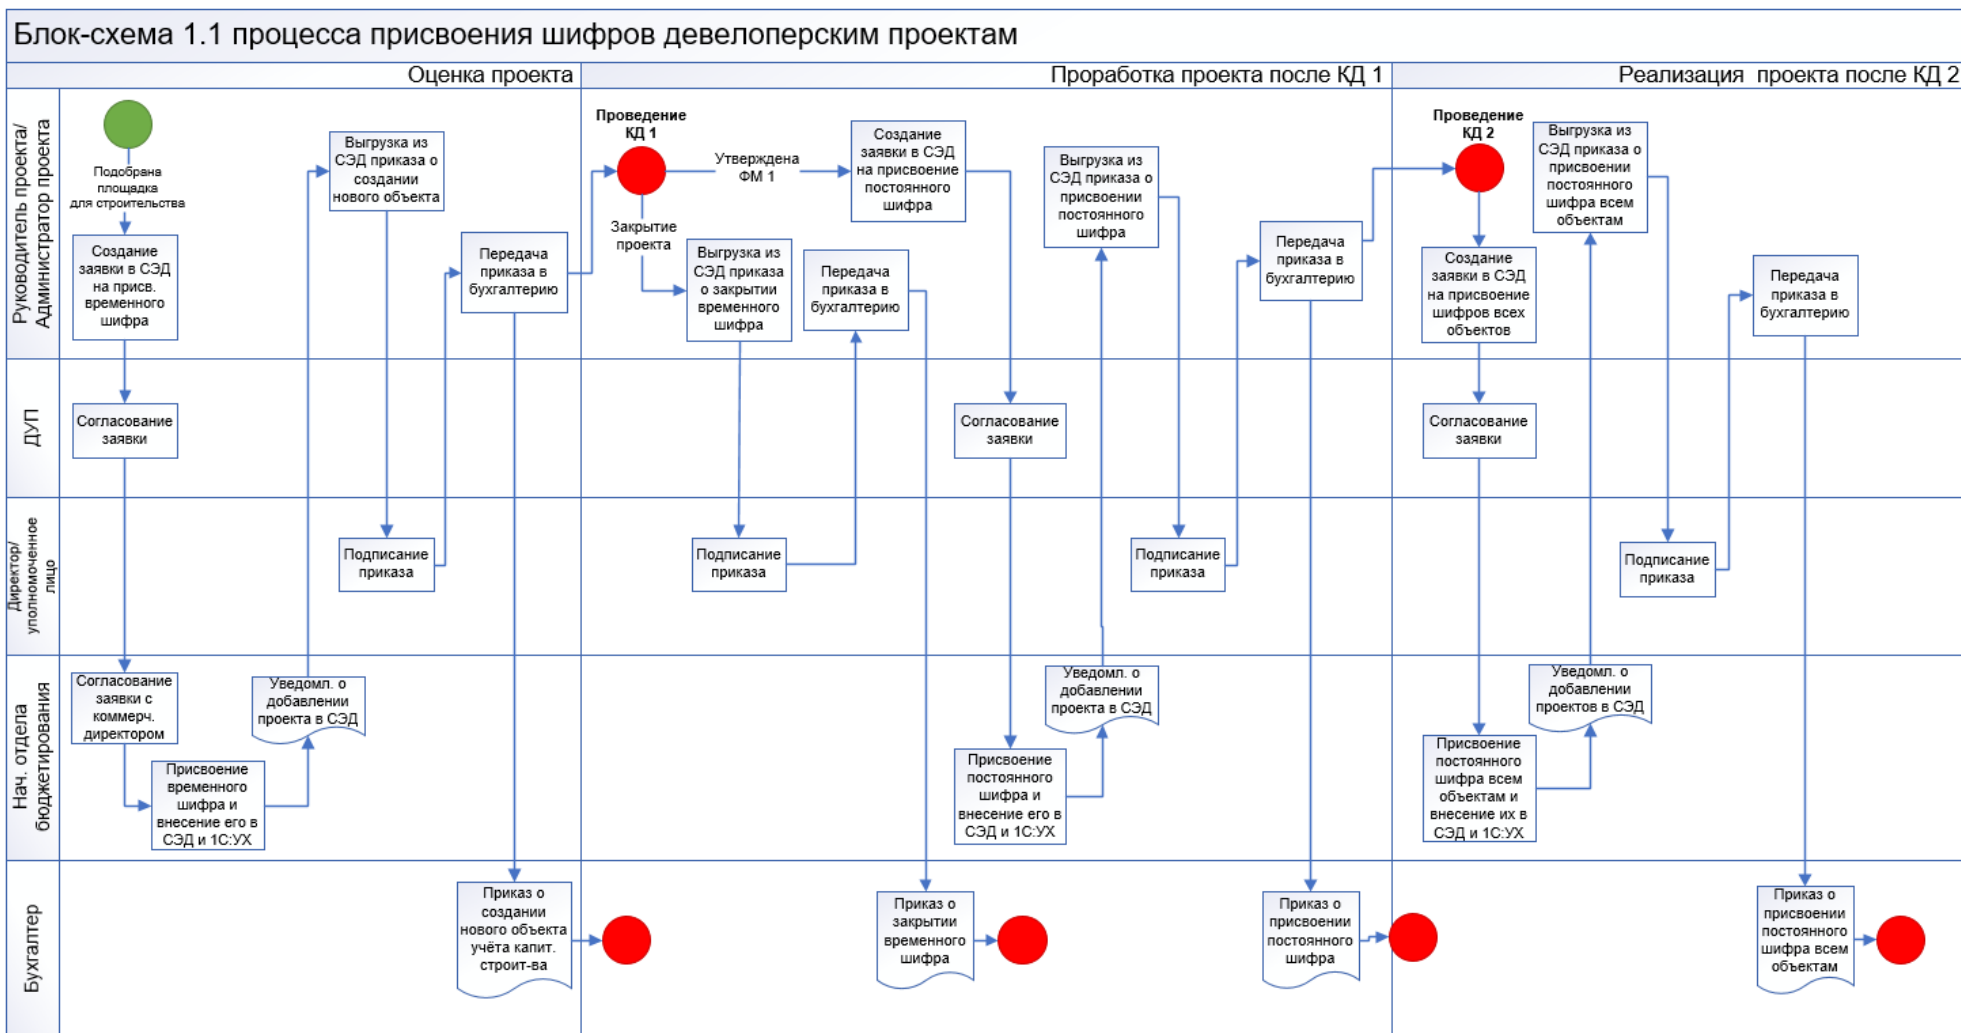 Блок-схема 1.1 процесса присвоения шифров девелоперским проектам
Оценка проекта
Проработка проекта после КД 1
Реализация проекта после КД 2
Руководитель проекта/
Администратор проекта
Подобрана
площадка
для строительства
Создание
заявки в СЭД
на присв.
временного
шифра
Выгрузка из
СЭД приказа о
создании
нового объекта
Передача
приказа в
бухгалтерию
Проведение
КД 1
Утверждена
ФМ 1
Закрытие
проекта
Выгрузка из
СЭД приказа
о закрытии
временного
шифра
Передача
приказа в
бухгалтерию
Создание
заявки в СЭД
на присвоение
постоянного
шифра
Выгрузка из
СЭД приказа о
присвоении
постоянного
шифра
Передача
приказа в
бухгалтерию
Проведение
КД 2
Создание
заявки в СЭД
на присвоение
шифров всех
объектов
Выгрузка из
СЭД приказа о
присвоении
постоянного
шифра всем
объектам
Передача
приказа в
бухгалтерию
ДУП
Согласование
заявки
Согласование
заявки
Согласование
заявки
Директор/
уполномоченное
лицо
Подписание
приказа
Подписание
приказа
Подписание
приказа
Подписание
приказа
Нач. отдела
бюджетирования
Согласование
заявки с
коммерч.
директором
Присвоение
временного
шифра и
внесение его в
СЭД и 1С:УХ
Уведомл. о
добавлении
проекта в СЭД
Присвоение
постоянного
шифра и
внесение его в
СЭД и 1С:УХ
Уведомл. о
добавлении
проекта в СЭД
Присвоение
постоянного
шифра всем
объектам и
внесение их в
СЭД и 1С:УХ
Уведомл. о
добавлении
проектов в СЭД
Бухгалтер
Приказ о
создании
нового объекта
учёта капит.
строит-ва
Приказ о
закрытии
временного
шифра
Приказ о
присвоении
постоянного
шифра
Приказ о
присвоении
постоянного
шифра всем
объектам